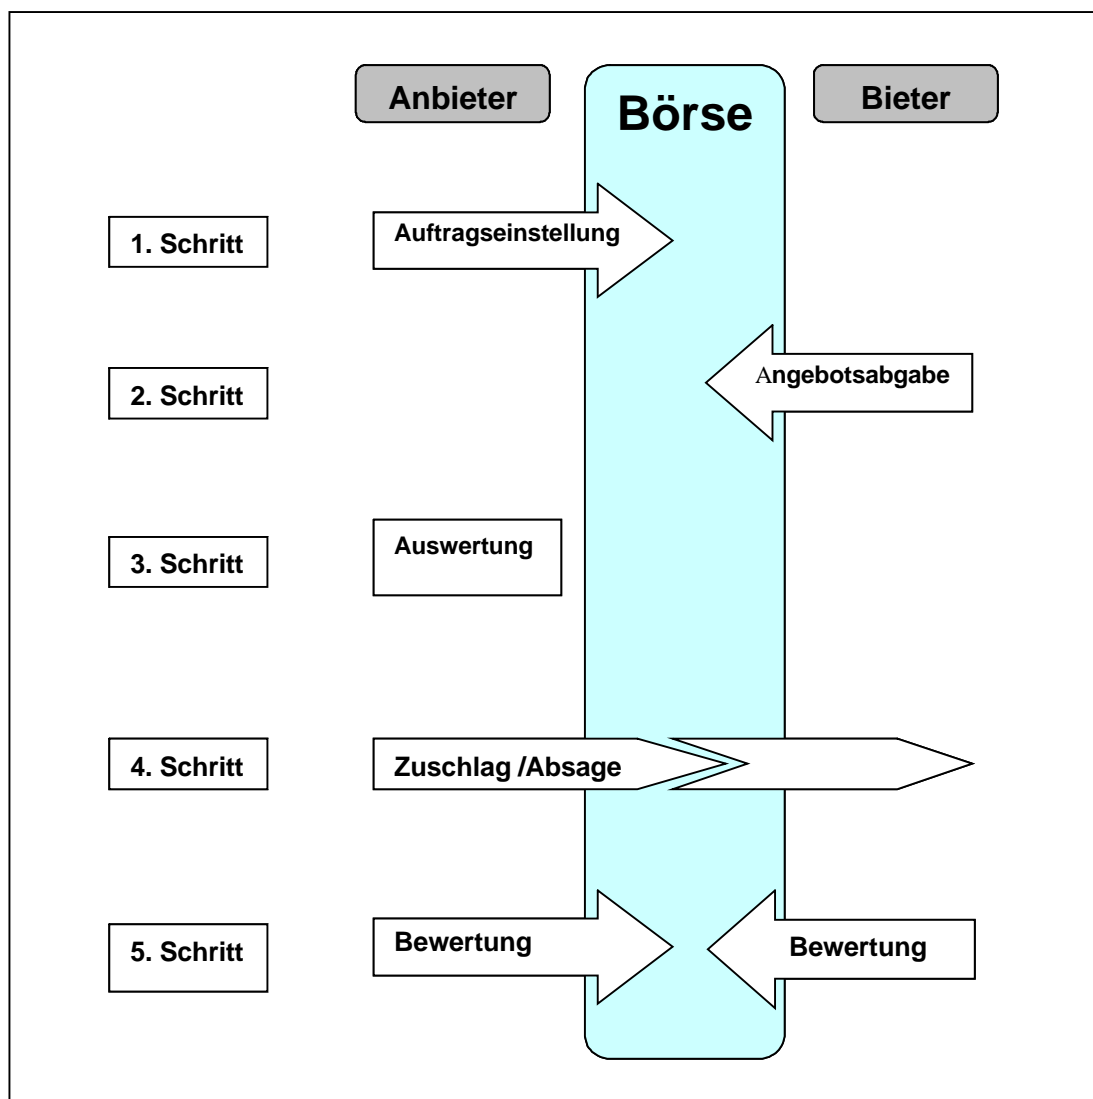 Anbieter
Börse
Bieter
1. Schritt
Auftragseinstellung
2. Schritt
Angebotsabgabe
3. Schritt
Auswertung
4. Schritt
Zuschlag /Absage
5. Schritt
Bewertung
Bewertung